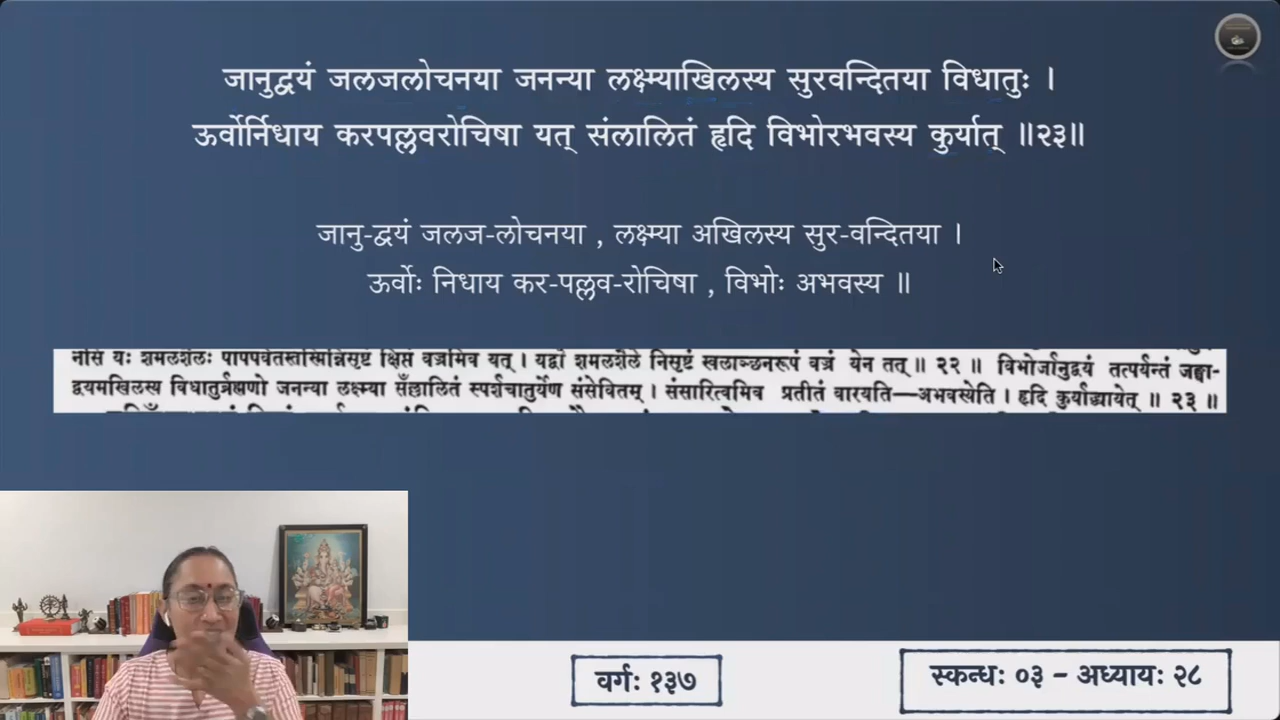 जानुद्वयं जलजलोचनया जनन्या लक्ष्म्याखिलस्य सुरवन्दितया विधातुः ।
ऊर्वोर्निधाय करपल्लवरोचिषा यत् संलालितं हृदि विभोरभवस्य कुर्यात् ॥२३॥
जानु-द्वयं जलज-लोचनया , लक्ष्म्या अखिलस्य सुर-वन्दितया ।
ऊर्वोः निधाय कर-पल्लव-रोचिषा , विभोः अभवस्य ॥
नसि यः शमलशैलः पापपर्वतस्तस्मिन्निसृष्टं क्षिप्तं वज्रमिव यत् । यद्वा शमलशैले निसृष्टं स्वलाञ्छनरूपं वज्रं येन तत् ॥ २२ ॥ विभोर्जानुद्वयं तत्पर्यन्तं जङ्घा-
द्वयमखिलस्य विधातुर्ब्रह्मणो जनन्या लक्ष्म्या सँल्लालितं स्पर्शचातुर्येण संसेवितम् । संसारित्वमिव प्रतीतं वारयति—अभवस्येति । हृदि कुर्याद्ध्यायेत् ॥ २३ ॥
वर्गः १३७
स्कन्धः ०३ - अध्यायः २८